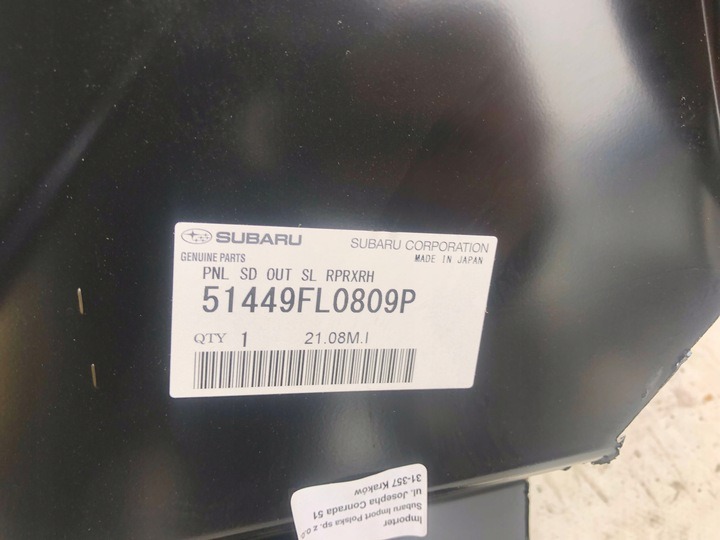 SUBARU
SUBARU CORPORATION
GENUINE PARTS
MADE IN JAPAN
PNL SD OUT SL RPRXRH
51449FL0809P
QTY 1 21.08M.I
Importer
Subaru Import Polska sp. z o.o
ul. Josepha Conrada 51
31-357 Kraków